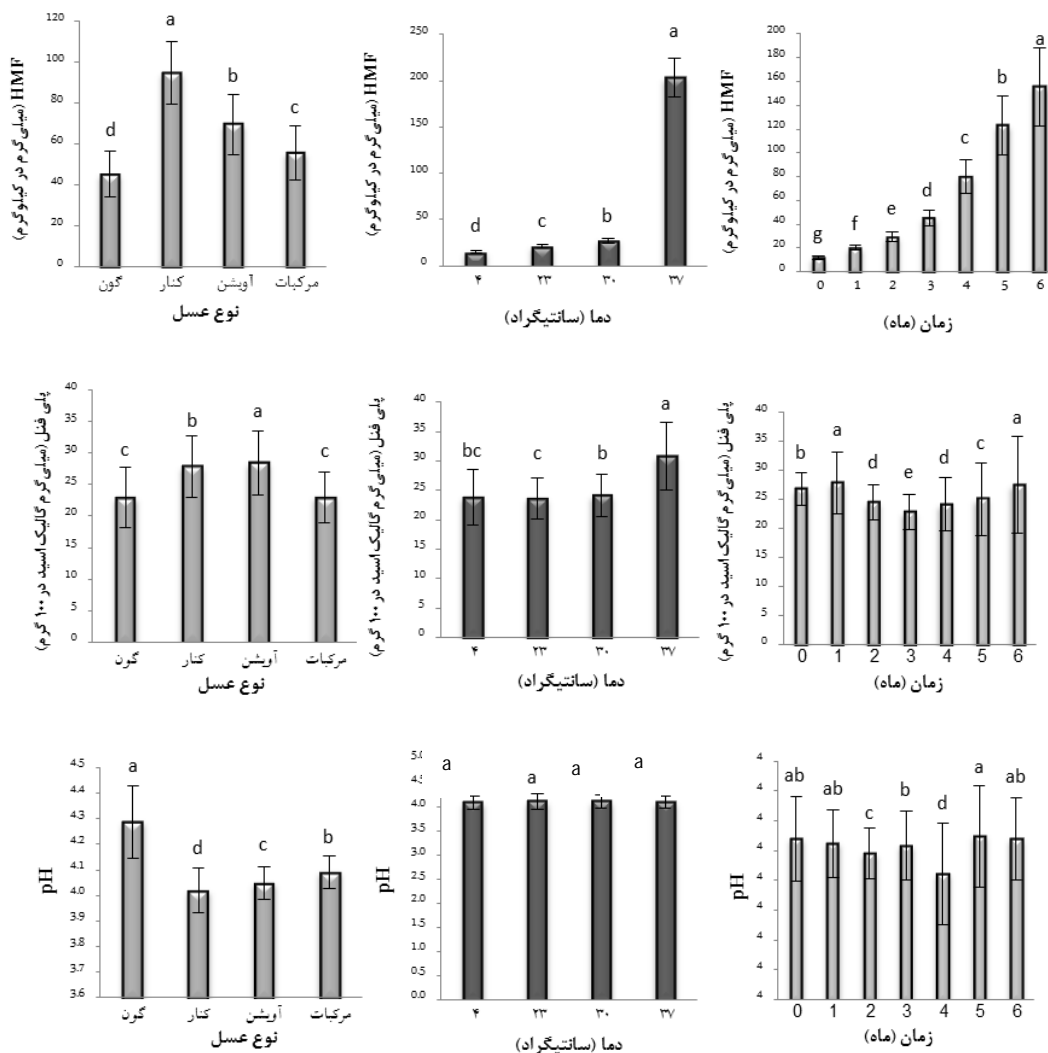 HMF (میلی‌گرم در کیلوگرم)
120
100
80
60
40
20
0
d
a
b
c
گون
کنار
آویشن
مرکبات
نوع عسل
HMF (میلی‌گرم در کیلوگرم)
250
200
150
100
50
0
d
c
b
a
۴
۲۳
۳۰
۳۷
دما (سانتیگراد)
HMF (میلی‌گرم در کیلوگرم)
200
180
160
140
120
100
80
60
40
20
0
g
f
e
d
c
b
a
0
1
2
3
4
5
6
زمان (ماه)
پلی فنل (میلی‌گرم گالیک اسید در ۱۰۰ گرم)
40
35
30
25
20
15
10
5
0
c
b
a
c
گون
کنار
آویشن
مرکبات
نوع عسل
پلی فنل (میلی‌گرم گالیک اسید در ۱۰۰ گرم)
40
35
30
25
20
15
10
5
0
bc
c
b
a
۴
۲۳
۳۰
۳۷
دما (سانتیگراد)
پلی فنل (میلی‌گرم گالیک اسید در ۱۰۰ گرم)
40
35
30
25
20
15
10
5
0
b
a
d
e
d
c
a
0
1
2
3
4
5
6
زمان (ماه)
pH
4.5
4.4
4.3
4.2
4.1
4.0
3.9
3.8
3.7
3.6
a
d
c
b
گون
کنار
آویشن
مرکبات
نوع عسل
pH
5.0
4.5
4.0
3.5
3.0
2.5
2.0
1.5
1.0
0.5
0.0
a
a
a
a
۴
۲۳
۳۰
۳۷
دما (سانتیگراد)
pH
4
4
4
4
4
4
4
4
4
ab
ab
c
b
d
a
ab
0
1
2
3
4
5
6
زمان (ماه)